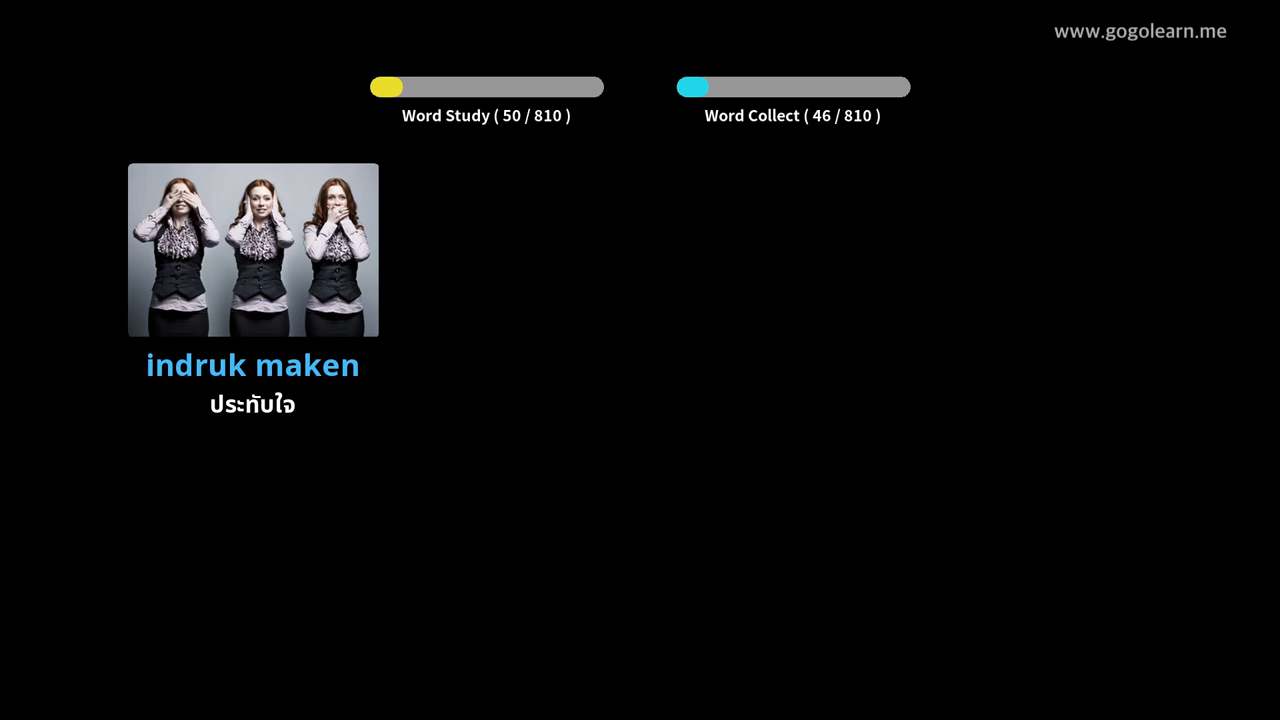 www.gogolearn.me
Word Study ( 50 / 810 )
Word Collect ( 46 / 810 )
indruk maken
ประทับใจ